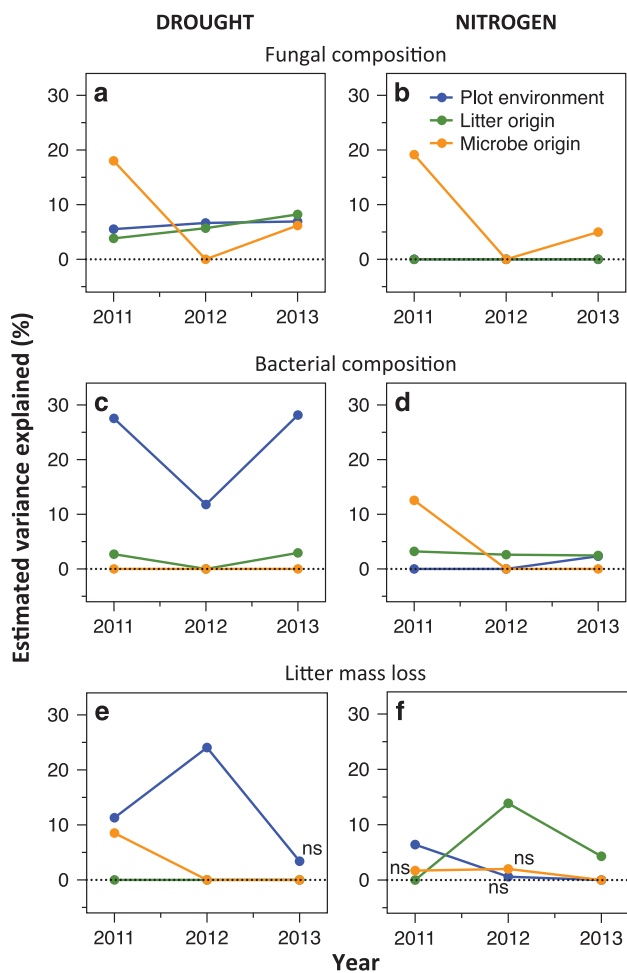 DROUGHT NITROGEN
Fungal composition
a
b
Plot environment
Litter origin
Microbe origin
30
20
10
0
2011 2012 2013
30
20
10
0
2011 2012 2013
Bacterial composition
c
d
30
20
10
0
2011 2012 2013
30
20
10
0
2011 2012 2013
Litter mass loss
e
f
30
20
10
0
ns
2011 2012 2013
30
20
10
0
ns
ns
ns
2011 2012 2013
Estimated variance explained (%)
Year